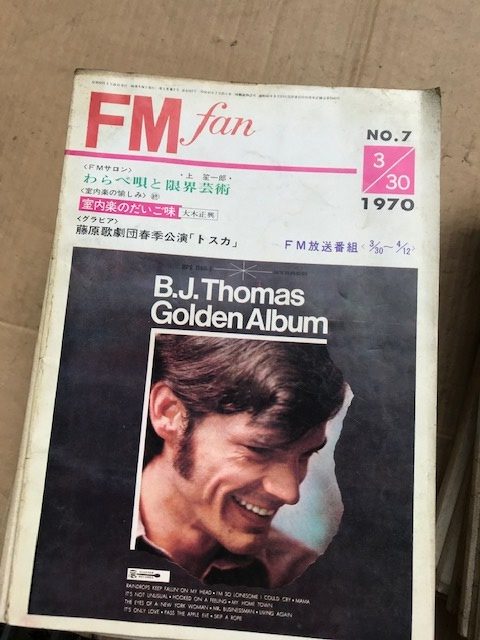 FM fan
NO.7
3/30
1970
〈FMサロン〉
・上 笙一郎・
わらべ唄と限界芸術
〈室内楽の愉しみ〉
室内楽のだいご味 大木正興
〈グラビア〉
藤原歌劇団春季公演「トスカ」
FM放送番組〈3/30～4/12〉
B.J.Thomas
Golden Album
RAINDROPS KEEP FALLIN' ON MY HEAD • I'M SO LONESOME I COULD CRY • MAMA
IT'S NOT UNUSUAL • HOOKED ON A FEELING • MY HOME TOWN
THE EYES OF A NEW YORK WOMAN • MR. BUSINESSMAN • LIVING AGAIN
IT'S ONLY LOVE • PASS THE APPLE EVE • SKIP A ROPE